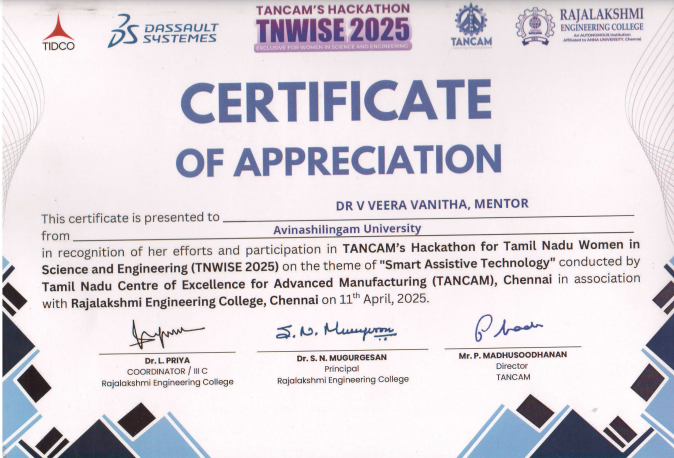 TIDCO
DASSAULT
SYSTEMES
TANCAM'S HACKATHON
TNWISE 2025
EXCLUSIVE FOR WOMEN IN SCIENCE AND ENGINEERING
TANCAM
RAJALAKSHMI
ENGINEERING COLLEGE
An AUTONOMOUS Institution
Affiliated to ANNA UNIVERSITY, Chennai
CERTIFICATE
OF APPRECIATION
This certificate is presented to DR V VEERA VANITHA, MENTOR
from Avinashilingam University
in recognition of her efforts and participation in TANCAM's Hackathon for Tamil Nadu Women in
Science and Engineering (TNWISE 2025) on the theme of "Smart Assistive Technology" conducted by
Tamil Nadu Centre of Excellence for Advanced Manufacturing (TANCAM), Chennai in association
with Rajalakshmi Engineering College, Chennai on 11th April, 2025.
S. N. Mugurgesan
Dr. L. PRIYA
COORDINATOR / III C
Rajalakshmi Engineering College
Dr. S. N. MUGURGESAN
Principal
Rajalakshmi Engineering College
Mr. P. MADHUSOODHANAN
Director
TANCAM